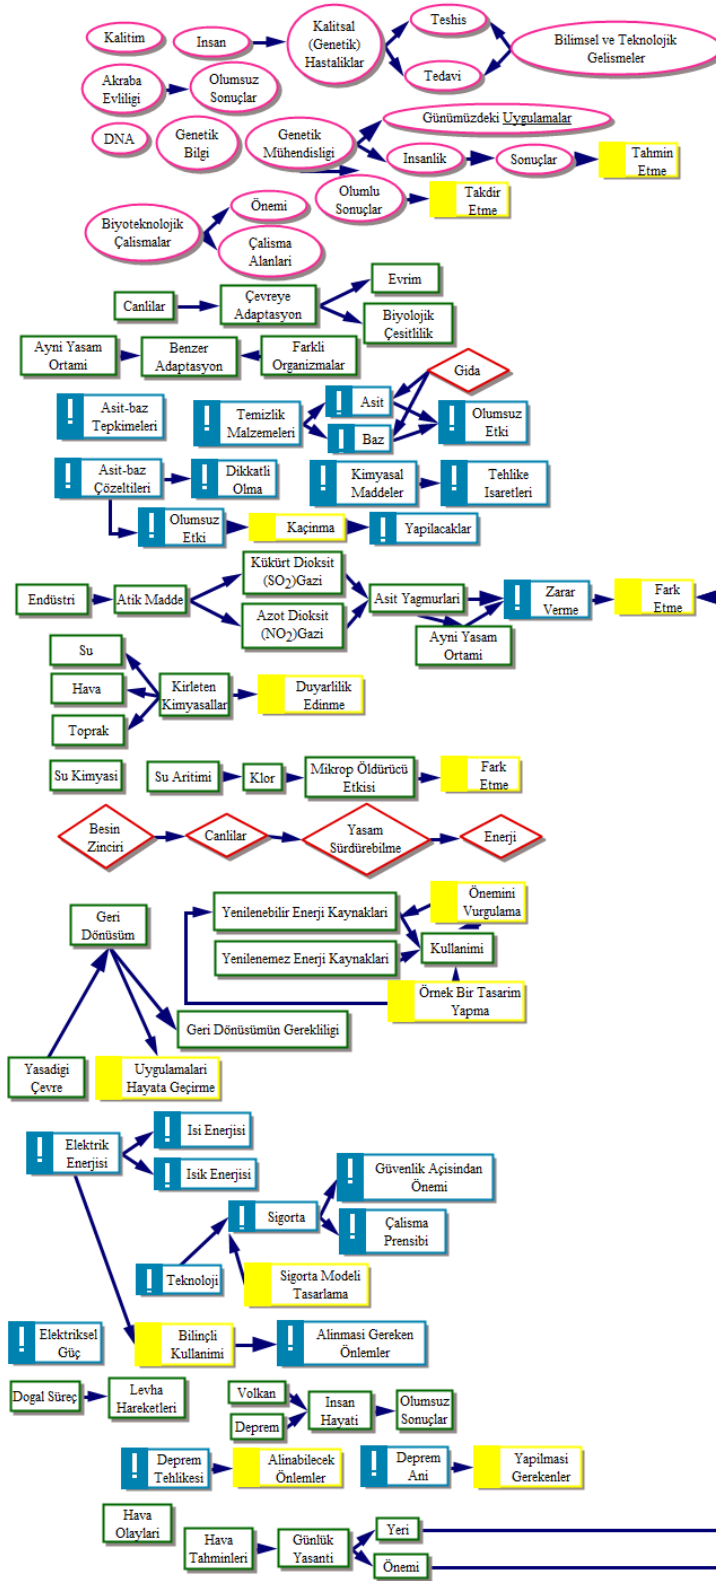 Kalitim
Insan
Kalitsal
(Genetik)
Hastaliklar
Teshis
Tedavi
Bilimsel ve Teknolojik
Gelismeler
Akraba
Evliligi
Olumsuz
Sonuçlar
DNA
Genetik
Bilgi
Genetik
Mühendisligi
Günümüzdeki Uygulamalar
Insanlik
Sonuçlar
Tahmin
Etme
Olumlu
Sonuçlar
Takdir
Etme
Biyoteknolojik
Çalismalar
Önemi
Çalisma
Alanlari
Canlilar
Çevreye
Adaptasyon
Evrim
Biyolojik
Çesitlilik
Ayni Yasam
Ortami
Benzer
Adaptasyon
Farkli
Organizmalar
Asit-baz
Tepkimeleri
Temizlik
Malzemeleri
Asit
Baz
Gida
Olumsuz
Etki
Asit-baz
Çözeltileri
Dikkatli
Olma
Kimyasal
Maddeler
Tehlike
Isaretleri
Olumsuz
Etki
Kaçinma
Yapilacaklar
Endüstri
Atik Madde
Kükürt Dioksit
(SO2)Gazi
Azot Dioksit
(NO2)Gazi
Asit Yagmurlari
Ayni Yasam
Ortami
Zarar
Verme
Fark
Etme
Su
Hava
Toprak
Kirleten
Kimyasallar
Duyarlilik
Edinme
Su Kimyasi
Su Aritimi
Klor
Mikrop Öldürücü
Etkisi
Fark
Etme
Besin
Zinciri
Canlilar
Yasam
Sürdürebilme
Enerji
Geri
Dönüsüm
Yenilenebilir Enerji Kaynaklari
Yenilenemez Enerji Kaynaklari
Önemini
Vurgulama
Kullanimi
Örnek Bir Tasarim
Yapma
Geri Dönüsümün Gerekliligi
Yasadigi
Çevre
Uygulamalari
Hayata Geçirme
Elektrik
Enerjisi
Isi Enerjisi
Isik Enerjisi
Sigorta
Güvenlik Açisindan
Önemi
Çalisma
Prensibi
Teknoloji
Sigorta Modeli
Tasarlama
Elektriksel
Güç
Bilinçli
Kullanimi
Alinmasi Gereken
Önlemler
Dogal Süreç
Levha
Hareketleri
Volkan
Deprem
Insan
Hayati
Olumsuz
Sonuçlar
Deprem
Tehlikesi
Alinabilecek
Önlemler
Deprem
Ani
Yapilmasi
Gerekenler
Hava
Olaylari
Hava
Tahminleri
Günlük
Yasanti
Yeri
Önemi